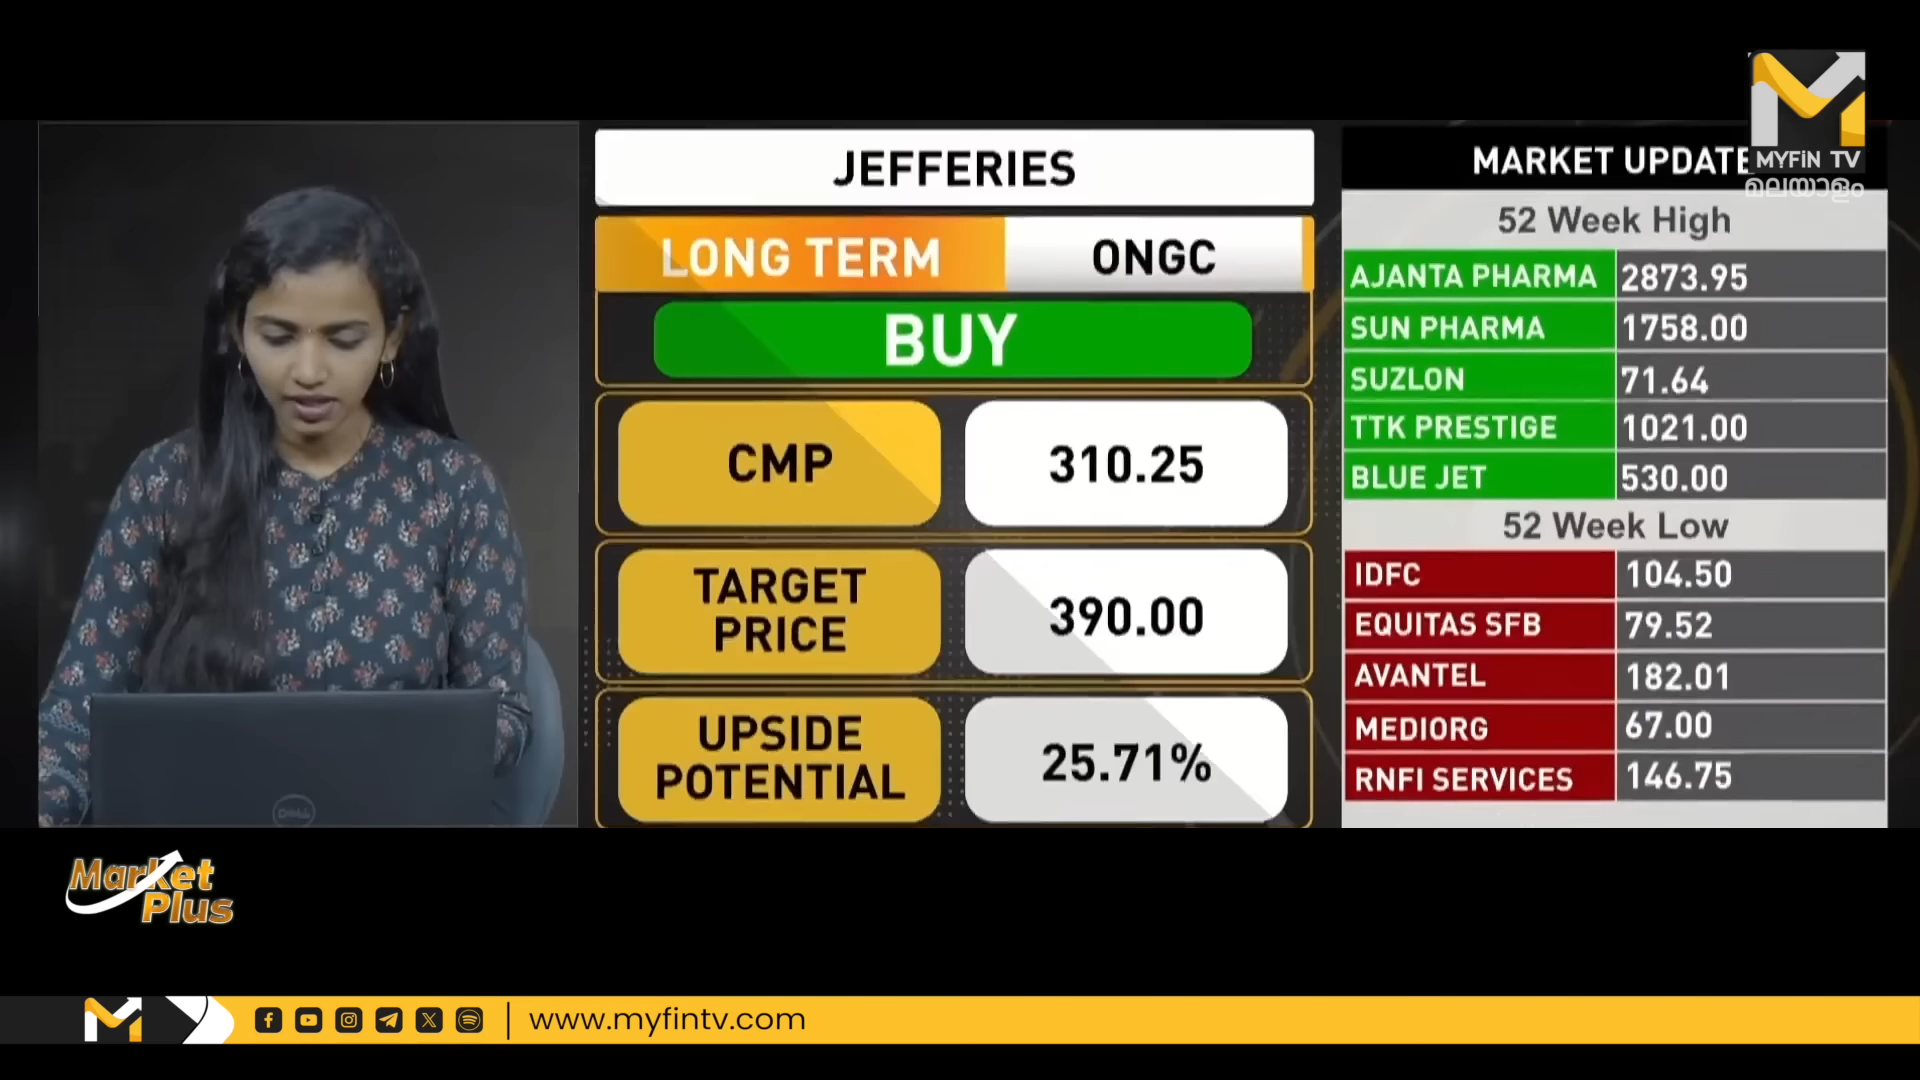 MYFiN TV
മലയാളം
JEFFERIES
LONG TERM
ONGC
BUY
CMP
310.25
TARGET
PRICE
390.00
UPSIDE
POTENTIAL
25.71%
MARKET UPDATE
52 Week High
AJANTA PHARMA 2873.95
SUN PHARMA 1758.00
SUZLON 71.64
TTK PRESTIGE 1021.00
BLUE JET 530.00
52 Week Low
IDFC 104.50
EQUITAS SFB 79.52
AVANTEL 182.01
MEDIORG 67.00
RNFI SERVICES 146.75
DELL
Market
Plus
www.myfintv.com